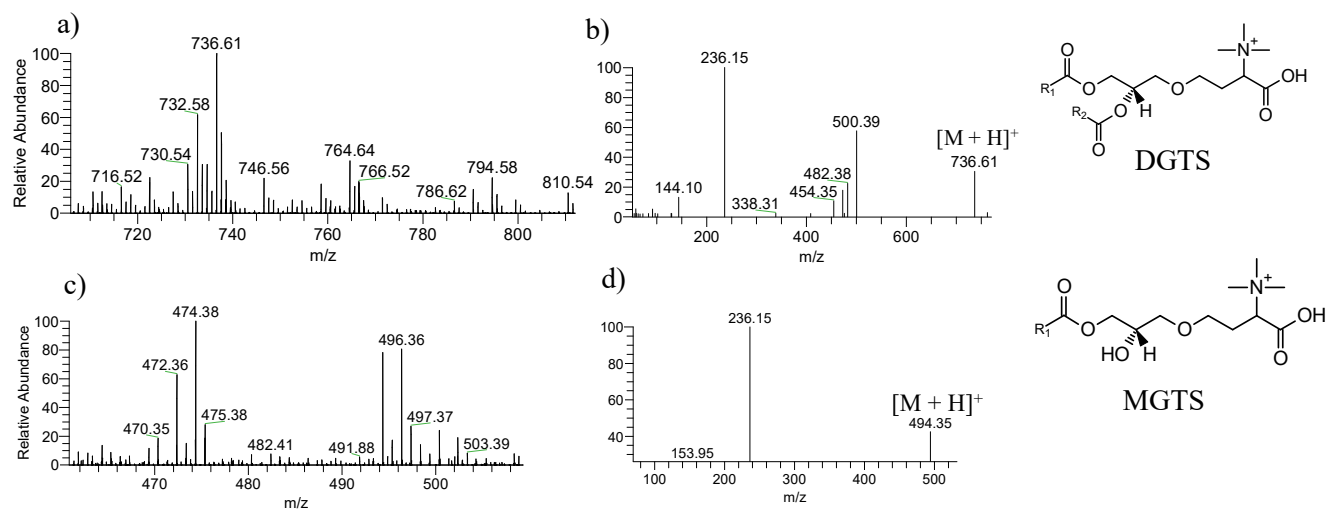 a)
Relative Abundance
100
80
60
40
20
0
736.61
732.58
730.54
716.52
746.56
764.64
766.52
786.62
794.58
810.54
720
740
760
780
800
m/z
b)
100
80
60
40
20
0
236.15
144.10
338.31
454.35
482.38
500.39
[M + H]+
736.61
200
400
600
m/z
O
R1
O
O
N+
OH
O
R2
O
H
O
DGTS
c)
Relative Abundance
100
80
60
40
20
0
474.38
472.36
470.35
475.38
482.41
491.88
496.36
497.37
503.39
470
480
490
500
m/z
d)
100
80
60
40
236.15
153.95
[M + H]+
494.35
100
200
300
400
500
m/z
O
R1
O
O
N+
OH
O
HO
H
MGTS